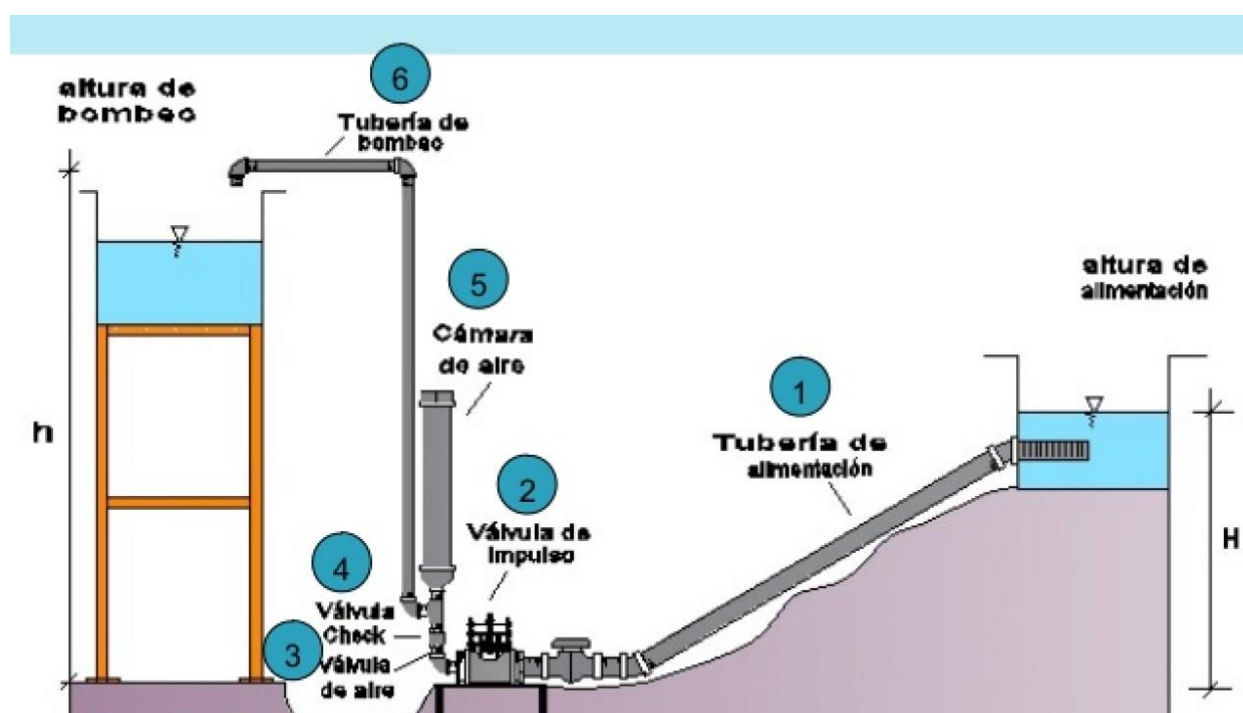 altura de
bombeo
6
Tubería de
bombeo
5
Cámara
de aire
altura de
alimentación
1
Tubería de
alimentación
h
2
Válvula de
impulso
4
Válvula
Check
3
Válvula
de aire
H